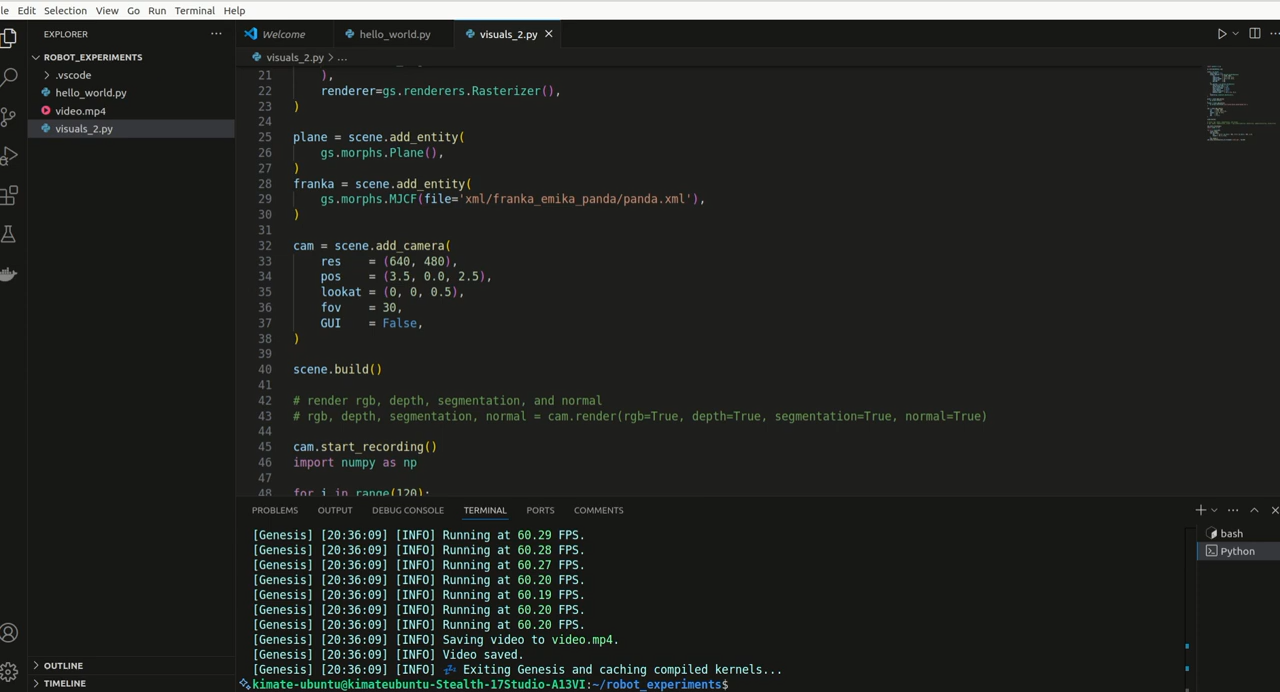 le Edit Selection View Go Run Terminal Help
EXPLORER ...
ROBOT_EXPERIMENTS
.vscode
hello_world.py
video.mp4
visuals_2.py
OUTLINE
TIMELINE
Welcome hello_world.py visuals_2.py
visuals_2.py > ...
21 ),
22 renderer=gs.renderers.Rasterizer(),
23 )
24
25 plane = scene.add_entity(
26 gs.morphs.Plane(),
27 )
28 franka = scene.add_entity(
29 gs.morphs.MJCF(file='xml/franka_emika_panda/panda.xml'),
30 )
31
32 cam = scene.add_camera(
33 res    = (640, 480),
34 pos    = (3.5, 0.0, 2.5),
35 lookat = (0, 0, 0.5),
36 fov    = 30,
37 GUI    = False,
38 )
39
40 scene.build()
41
42 # render rgb, depth, segmentation, and normal
43 # rgb, depth, segmentation, normal = cam.render(rgb=True, depth=True, segmentation=True, normal=True)
44
45 cam.start_recording()
46 import numpy as np
47
48 for i in range(120):
PROBLEMS OUTPUT DEBUG CONSOLE TERMINAL PORTS COMMENTS
[Genesis] [20:36:09] [INFO] Running at 60.29 FPS.
[Genesis] [20:36:09] [INFO] Running at 60.28 FPS.
[Genesis] [20:36:09] [INFO] Running at 60.27 FPS.
[Genesis] [20:36:09] [INFO] Running at 60.20 FPS.
[Genesis] [20:36:09] [INFO] Running at 60.19 FPS.
[Genesis] [20:36:09] [INFO] Running at 60.20 FPS.
[Genesis] [20:36:09] [INFO] Running at 60.20 FPS.
[Genesis] [20:36:09] [INFO] Saving video to video.mp4.
[Genesis] [20:36:09] [INFO] Video saved.
[Genesis] [20:36:09] [INFO] 💤 Exiting Genesis and caching compiled kernels...
kimate-ubuntu@kimateubuntu-Stealth-17Studio-A13VI:~/robot_experiments$
bash
Python